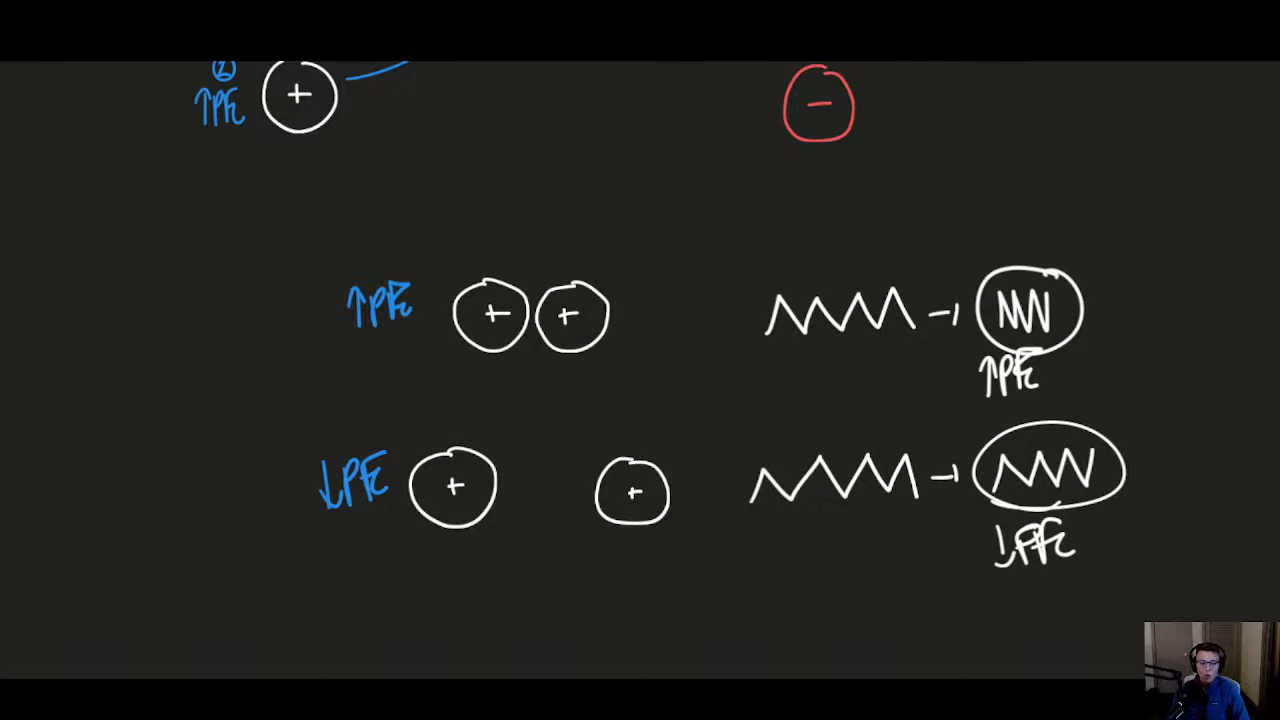 ②
↑PE +
−
↑PE + +
↑PE
↓PE + +
↓PE